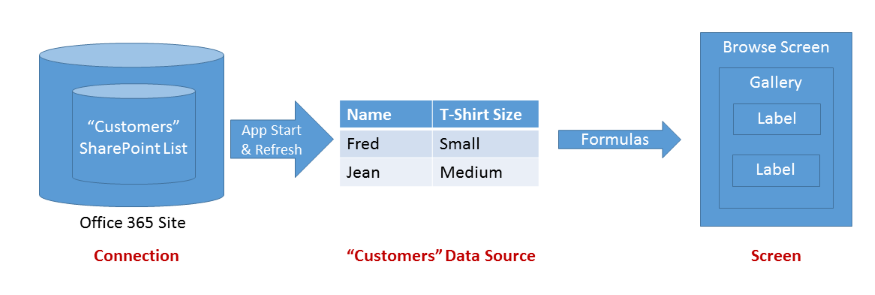 “Customers”
SharePoint List
Office 365 Site
Connection
App Start
& Refresh
Name T-Shirt Size
Fred Small
Jean Medium
“Customers” Data Source
Formulas
Browse Screen
Gallery
Label
Label
Screen